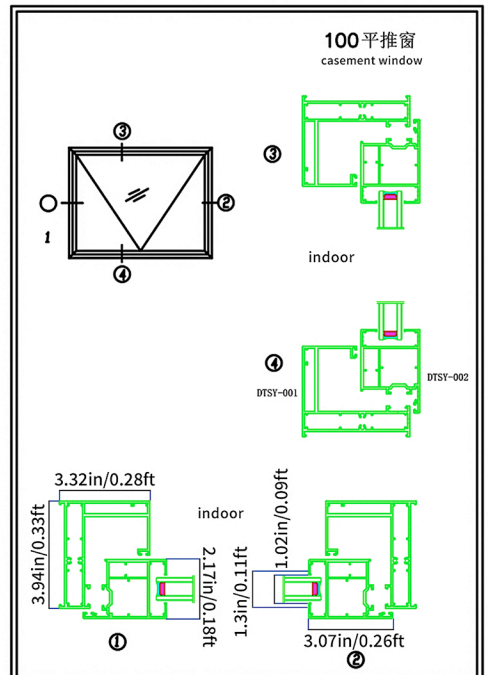 100平推窗
casement window
③
③
②
1
④
indoor
④
DTSY-001
DTSY-002
3.32in/0.28ft
3.94in/0.33ft
indoor
2.17in/0.18ft
1.3in/0.11ft
1.02in/0.09ft
3.07in/0.26ft
①
②